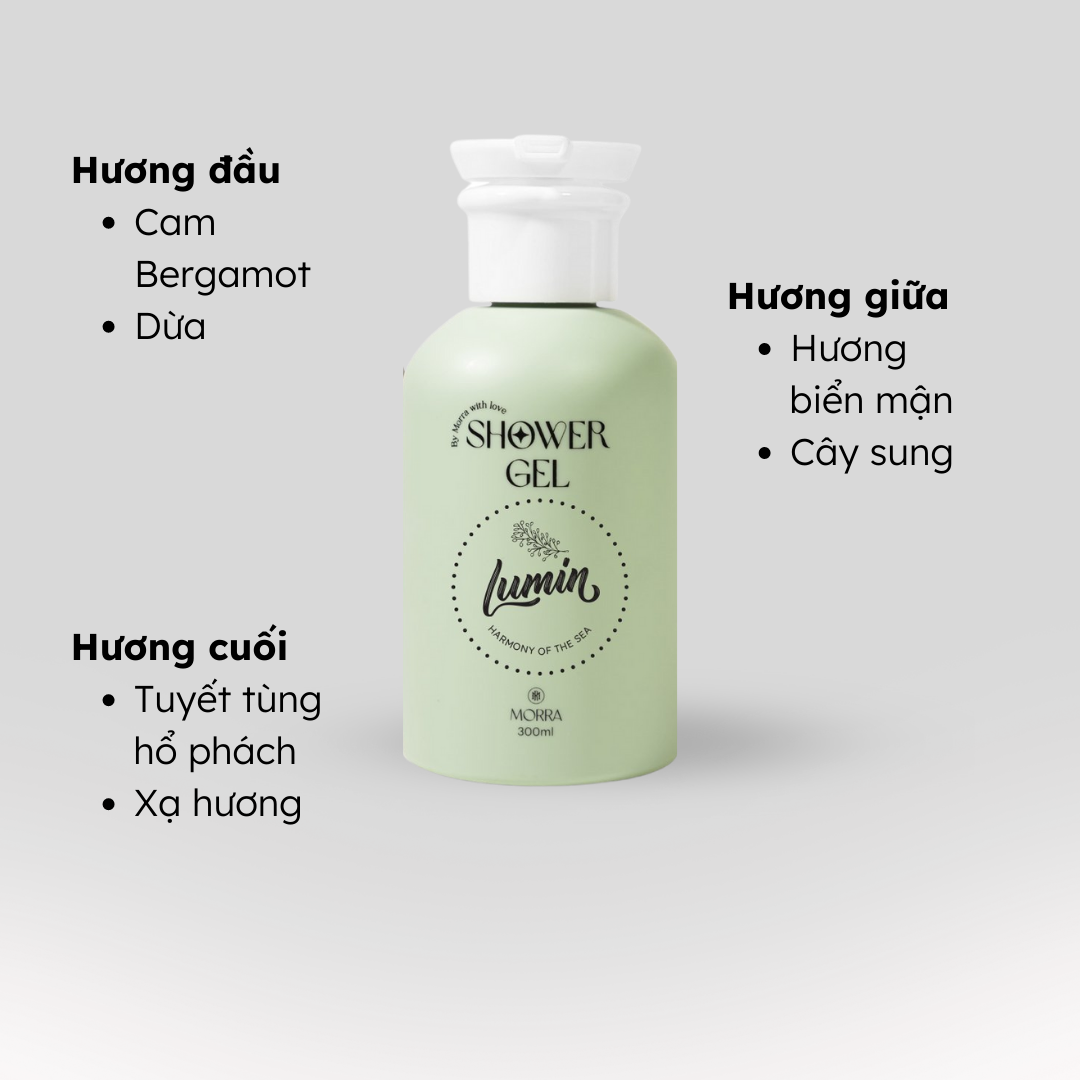 Hương đầu
Cam
Bergamot
Dừa
Hương giữa
Hương
biển mận
Cây sung
By Morra with love
SHOWER
GEL
Lumin
HARMONY OF THE SEA
MORRA
300ml
Hương cuối
Tuyết tùng
hổ phách
Xạ hương